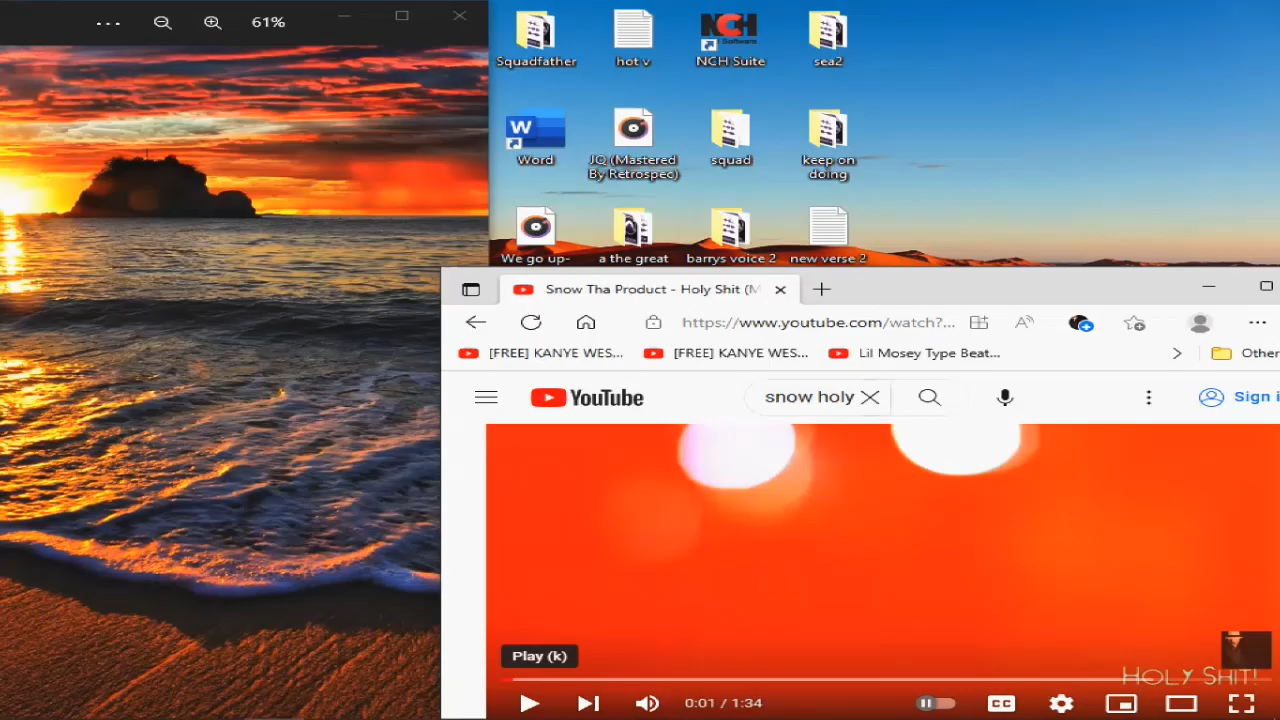 61%
Squadfather
hot v
NCH Software
NCH Suite
sea2
W
Word
JQ (Mastered
By Retrospec)
squad
keep on
doing
We go up-
a the great
barrys voice 2
new verse 2
Snow Tha Product - Holy Shit (M
https://www.youtube.com/watch?...
[FREE] KANYE WES...
[FREE] KANYE WES...
Lil Mosey Type Beat...
Other
YouTube
snow holy
Sign i
Play (k)
HOLY SHIT!
0:01 / 1:34
CC